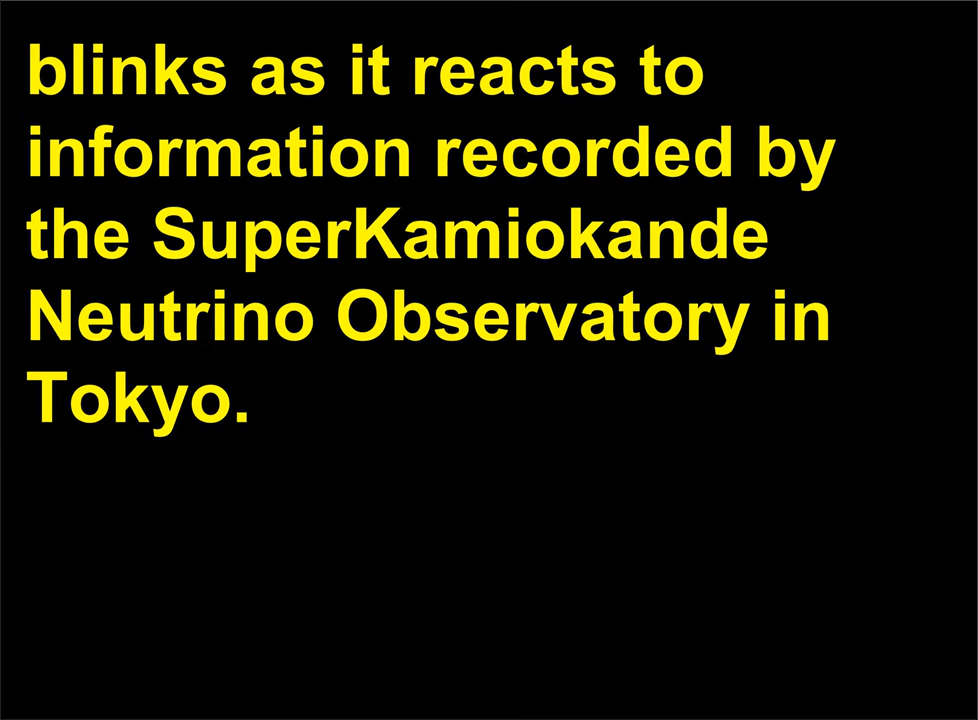 blinks as it reacts to
information recorded by
the SuperKamiokande
Neutrino Observatory in
Tokyo.